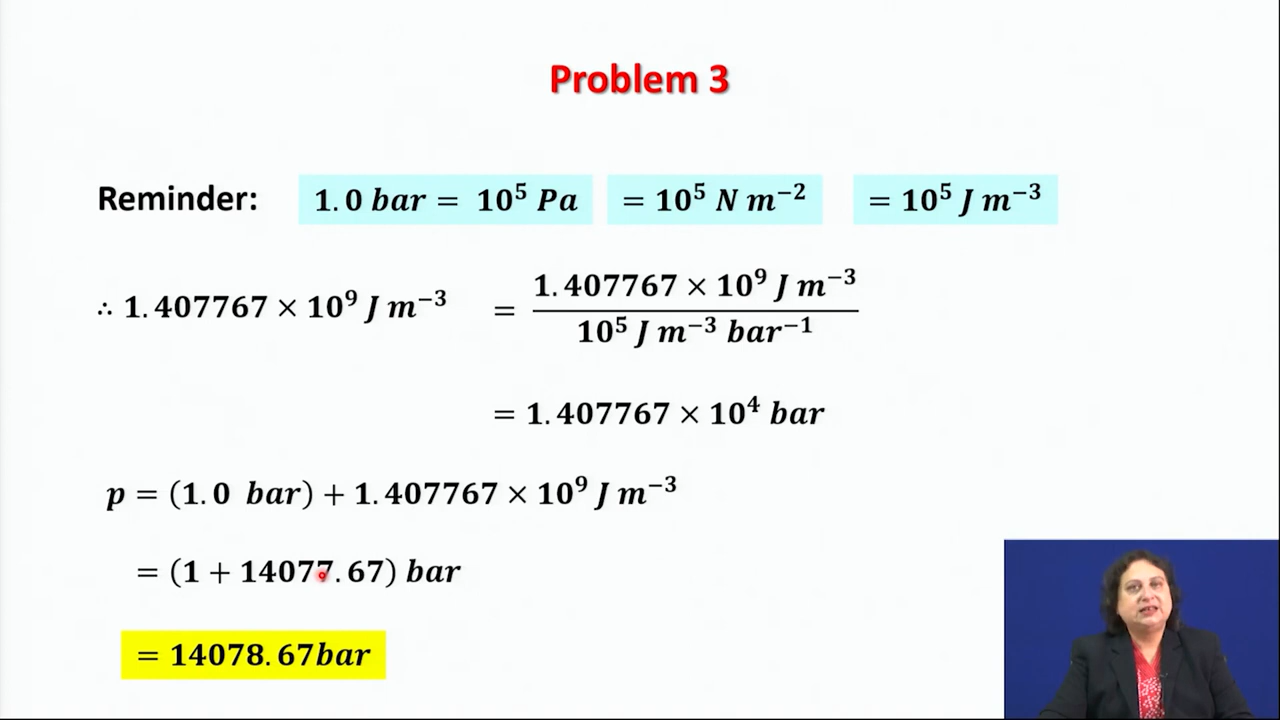 Problem 3
Reminder: 1.0 bar = 10⁵ Pa = 10⁵ N m⁻² = 10⁵ J m⁻³
∴ 1.407767 × 10⁹ J m⁻³ = 1.407767 × 10⁹ J m⁻³
10⁵ J m⁻³ bar⁻¹
= 1.407767 × 10⁴ bar
p = (1.0 bar) + 1.407767 × 10⁹ J m⁻³
= (1 + 14077.67) bar
= 14078.67bar